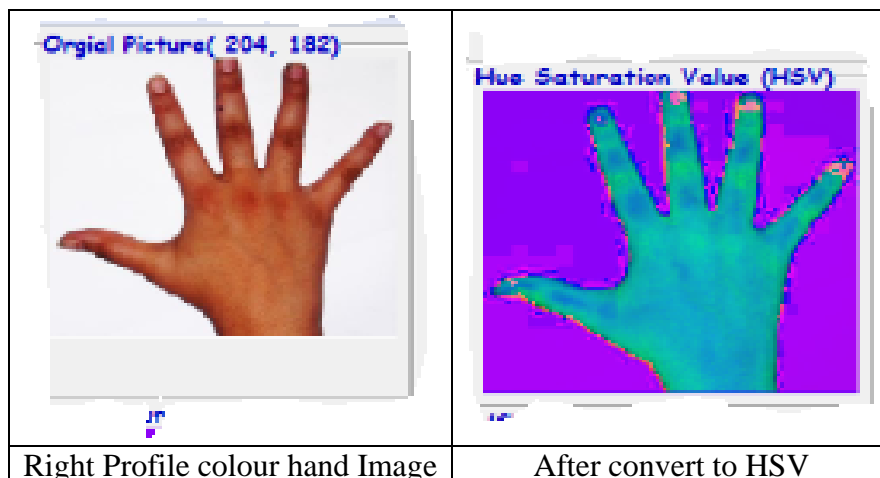 Orgial Picture( 204, 182)
Hue Saturation Value (HSV)
Right Profile colour hand Image
After convert to HSV